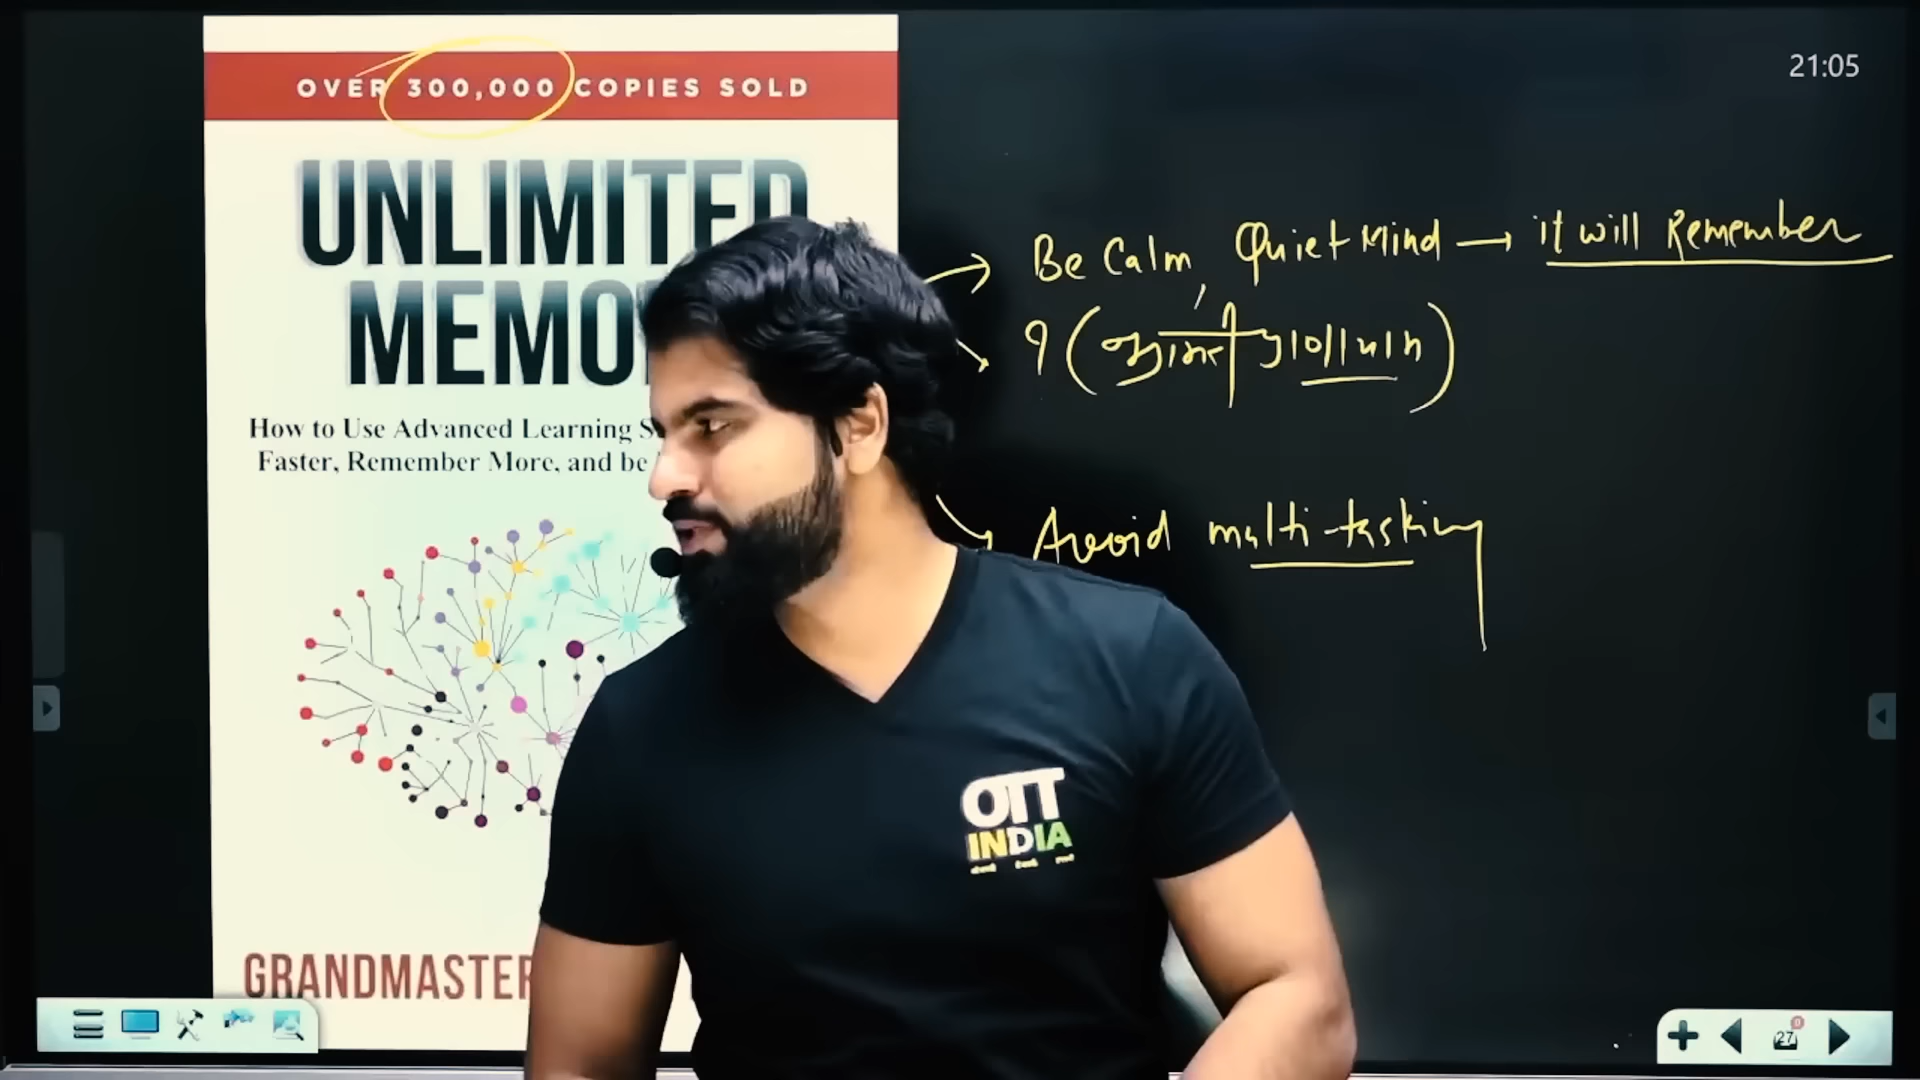 21:05
OVER 300,000 COPIES SOLD
UNLIMITED
MEMO
How to Use Advanced Learning S
Faster, Remember More, and be
GRANDMASTER
Be Calm, Quiet Mind → it will Remember
Avoid multi-tasking
OTT
INDIA
27